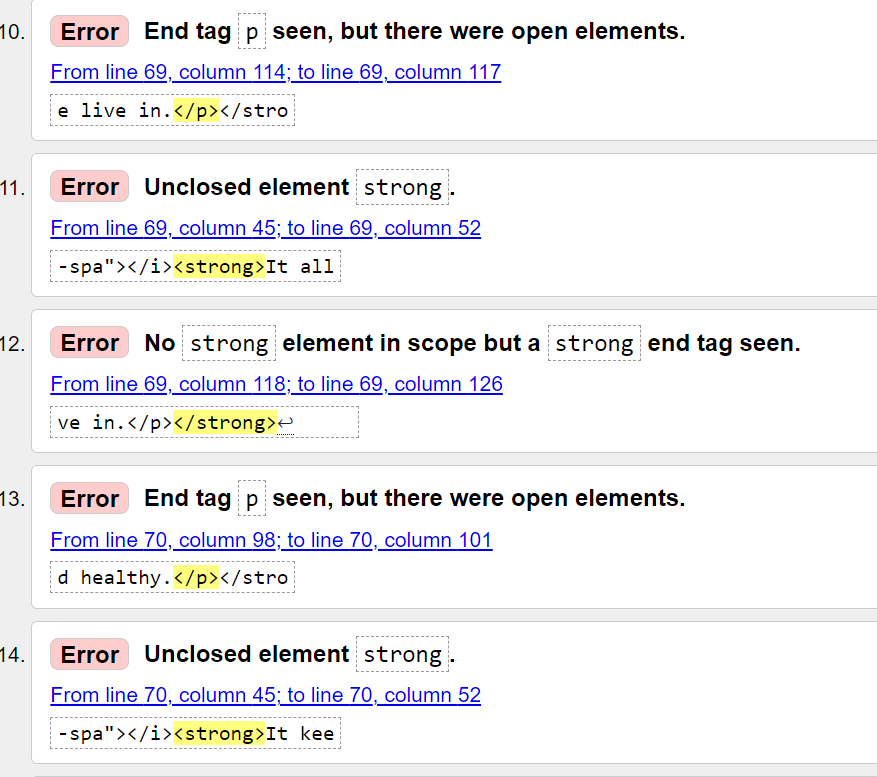 10. Error End tag p seen, but there were open elements.
From line 69, column 114; to line 69, column 117
e live in.</p></stro
11. Error Unclosed element strong.
From line 69, column 45; to line 69, column 52
-spa"></i><strong>It all
12. Error No strong element in scope but a strong end tag seen.
From line 69, column 118; to line 69, column 126
ve in.</p></strong>↩
13. Error End tag p seen, but there were open elements.
From line 70, column 98; to line 70, column 101
d healthy.</p></stro
14. Error Unclosed element strong.
From line 70, column 45; to line 70, column 52
-spa"></i><strong>It kee